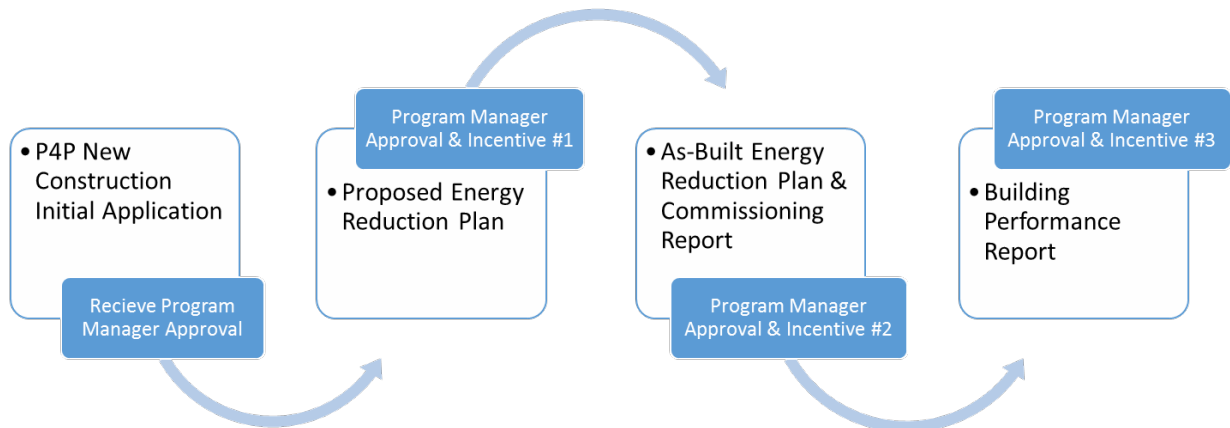 • P4P New
Construction
Initial Application
Recieve Program
Manager Approval
Program Manager
Approval & Incentive #1
• Proposed Energy
Reduction Plan
• As-Built Energy
Reduction Plan &
Commissioning
Report
Program Manager
Approval & Incentive #2
Program Manager
Approval & Incentive #3
• Building
Performance
Report